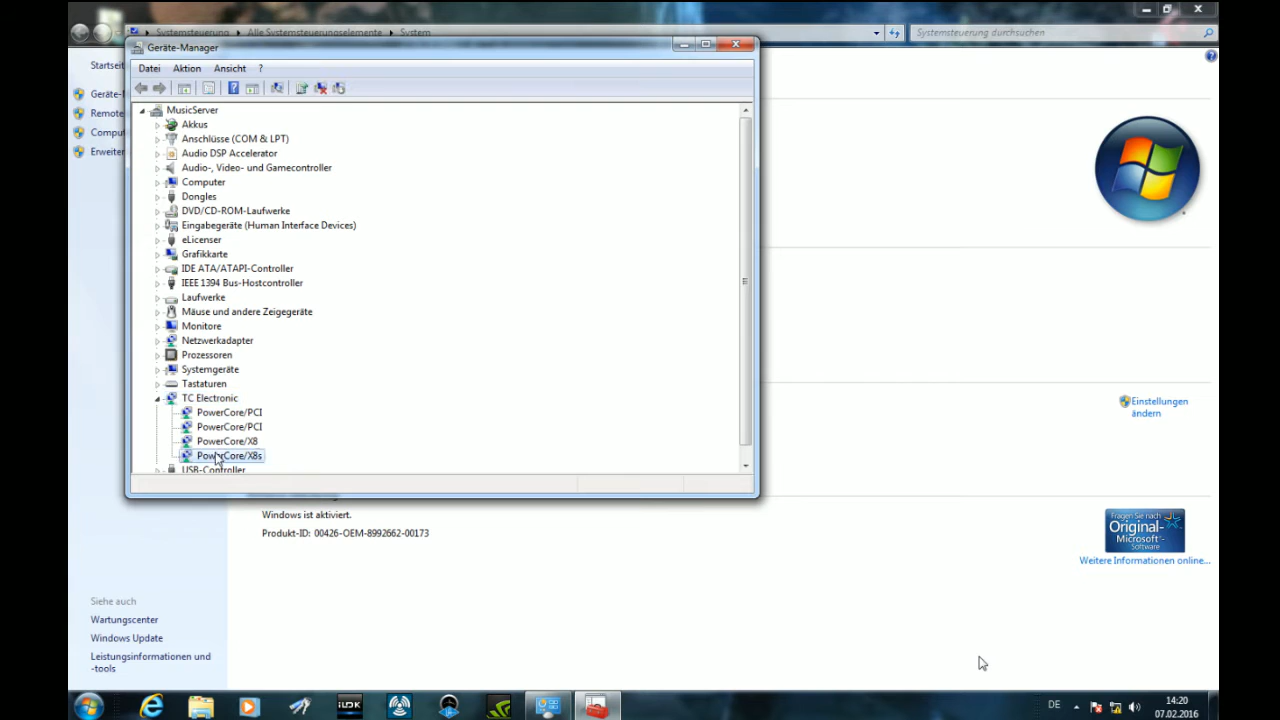 Systemsteuerung
Alle Systemsteuerungselemente
System
Systemsteuerung durchsuchen
Geräte-Manager
Datei Aktion Ansicht ?
Startseit
Geräte-
Remote
Comput
Erweiter
MusicServer
Akkus
Anschlüsse (COM & LPT)
Audio DSP Accelerator
Audio-, Video- und Gamecontroller
Computer
Dongles
DVD/CD-ROM-Laufwerke
Eingabegeräte (Human Interface Devices)
eLicenser
Grafikkarte
IDE ATA/ATAPI-Controller
IEEE 1394 Bus-Hostcontroller
Laufwerke
Mäuse und andere Zeigegeräte
Monitore
Netzwerkadapter
Prozessoren
Systemgeräte
Tastaturen
TC Electronic
PowerCore/PCI
PowerCore/PCI
PowerCore/X8
PowerCore/X8s
USB-Controller
Einstellungen
ändern
Windows ist aktiviert.
Produkt-ID: 00426-OEM-8992662-00173
Fragen Sie nach
Original-
Microsoft®-
Software
Weitere Informationen online...
Siehe auch
Wartungscenter
Windows Update
Leistungsinformationen und
-tools
iLOK
DE
14:20
07.02.2016